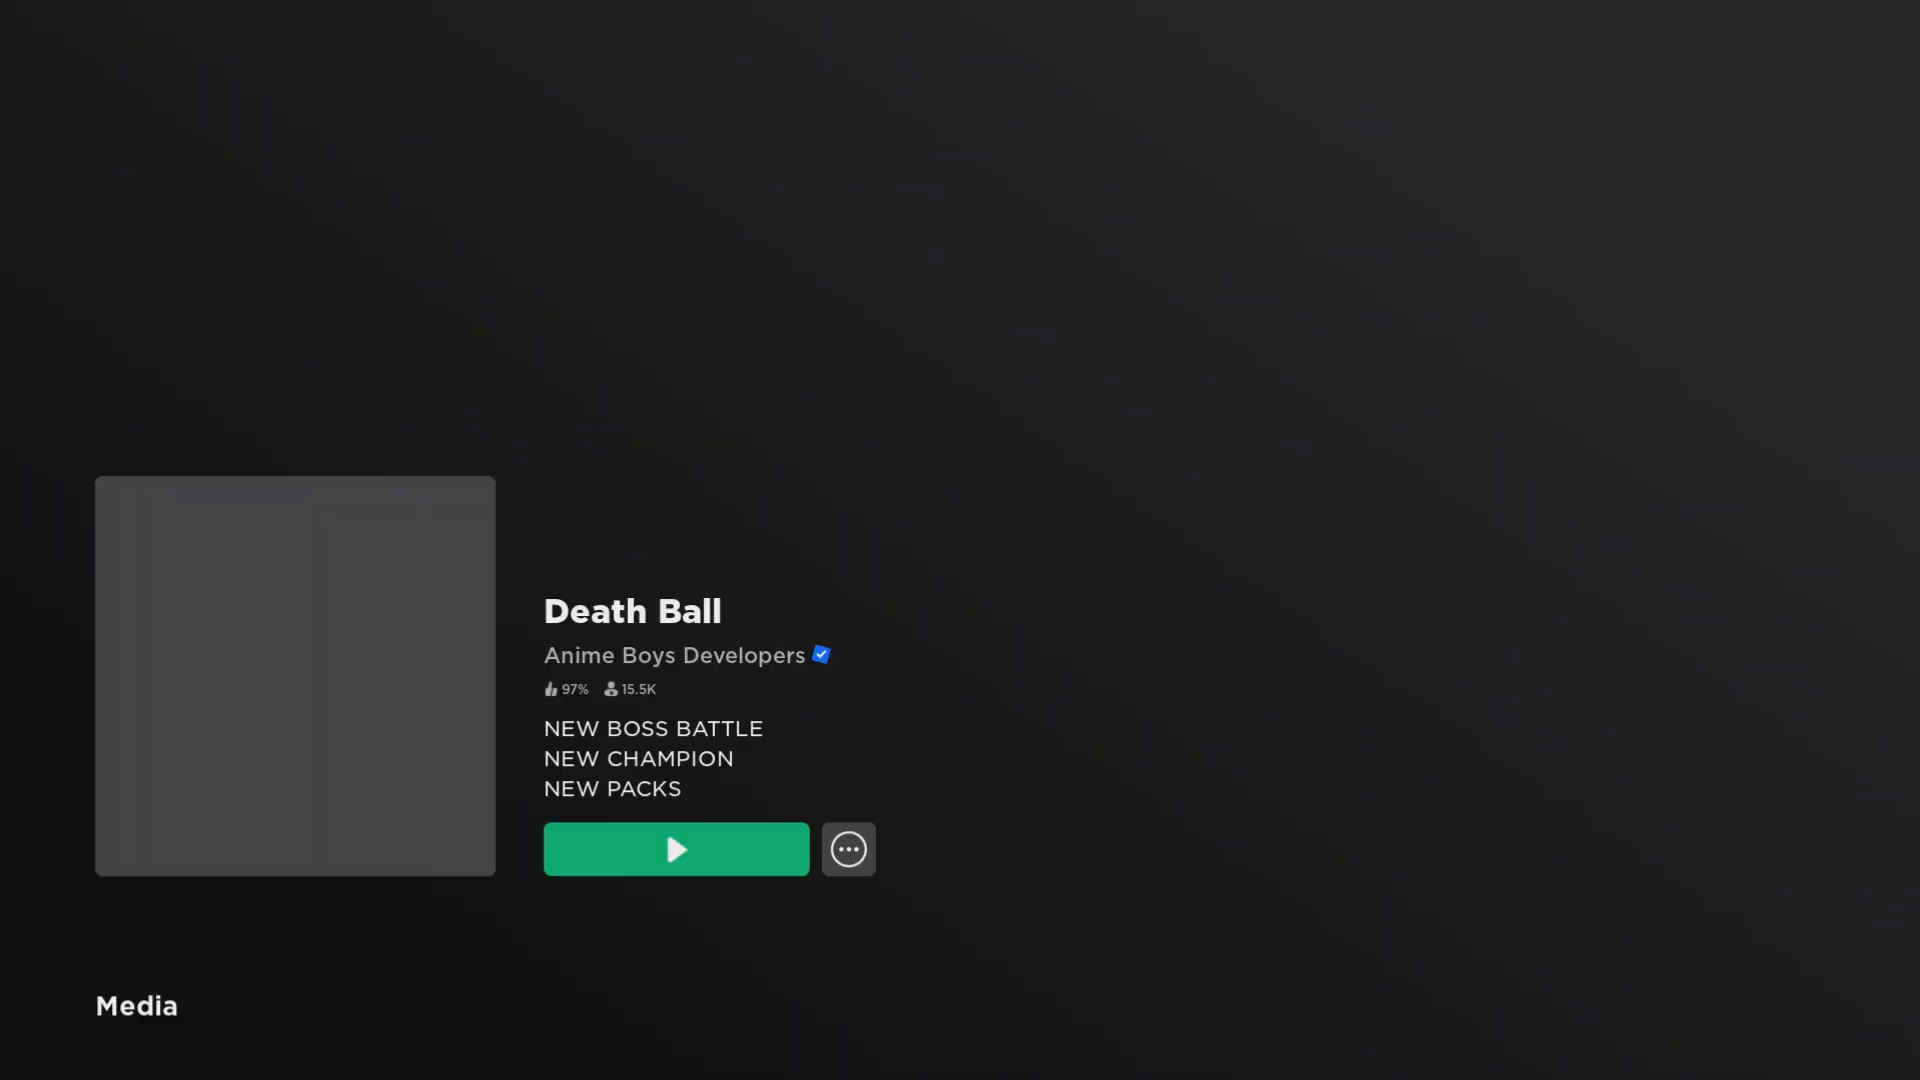 Death Ball
Anime Boys Developers
97% 15.5K
NEW BOSS BATTLE
NEW CHAMPION
NEW PACKS
Media